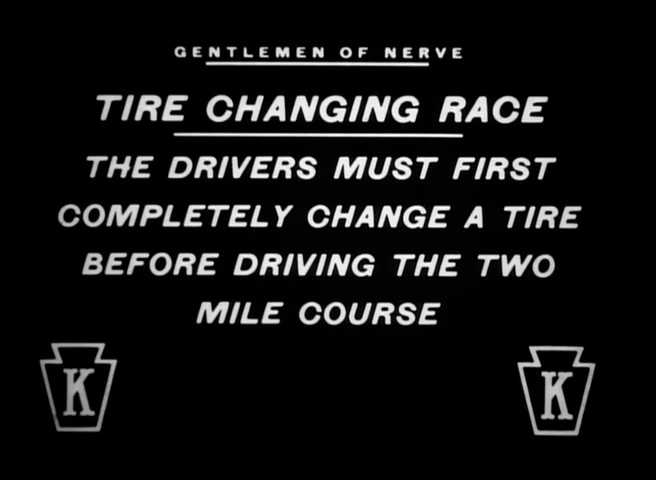 GENTLEMEN OF NERVE
TIRE CHANGING RACE
THE DRIVERS MUST FIRST
COMPLETELY CHANGE A TIRE
BEFORE DRIVING THE TWO
MILE COURSE
K K